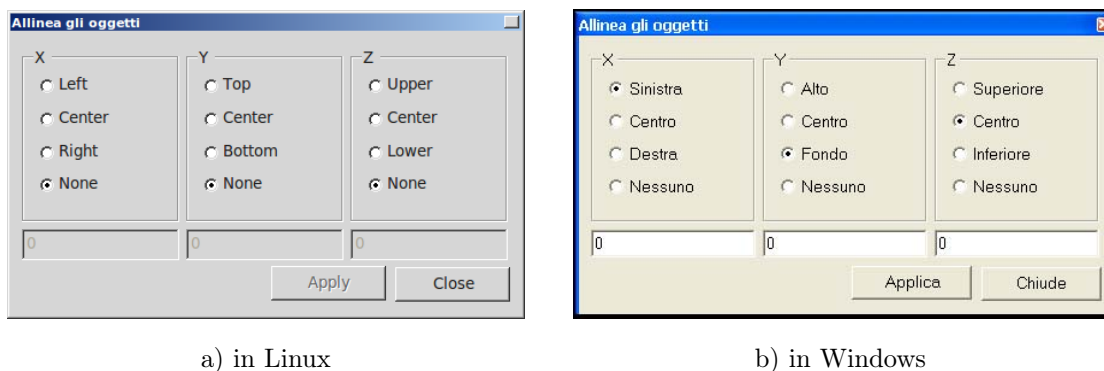 Allinea gli oggetti
X
Left
Center
Right
None
0
Y
Top
Center
Bottom
None
0
Z
Upper
Center
Lower
None
0
Apply
Close
a) in Linux
Allinea gli oggetti
X
Sinistra
Centro
Destra
Nessuno
0
Y
Alto
Centro
Fondo
Nessuno
0
Z
Superiore
Centro
Inferiore
Nessuno
0
Applica
Chiude
b) in Windows